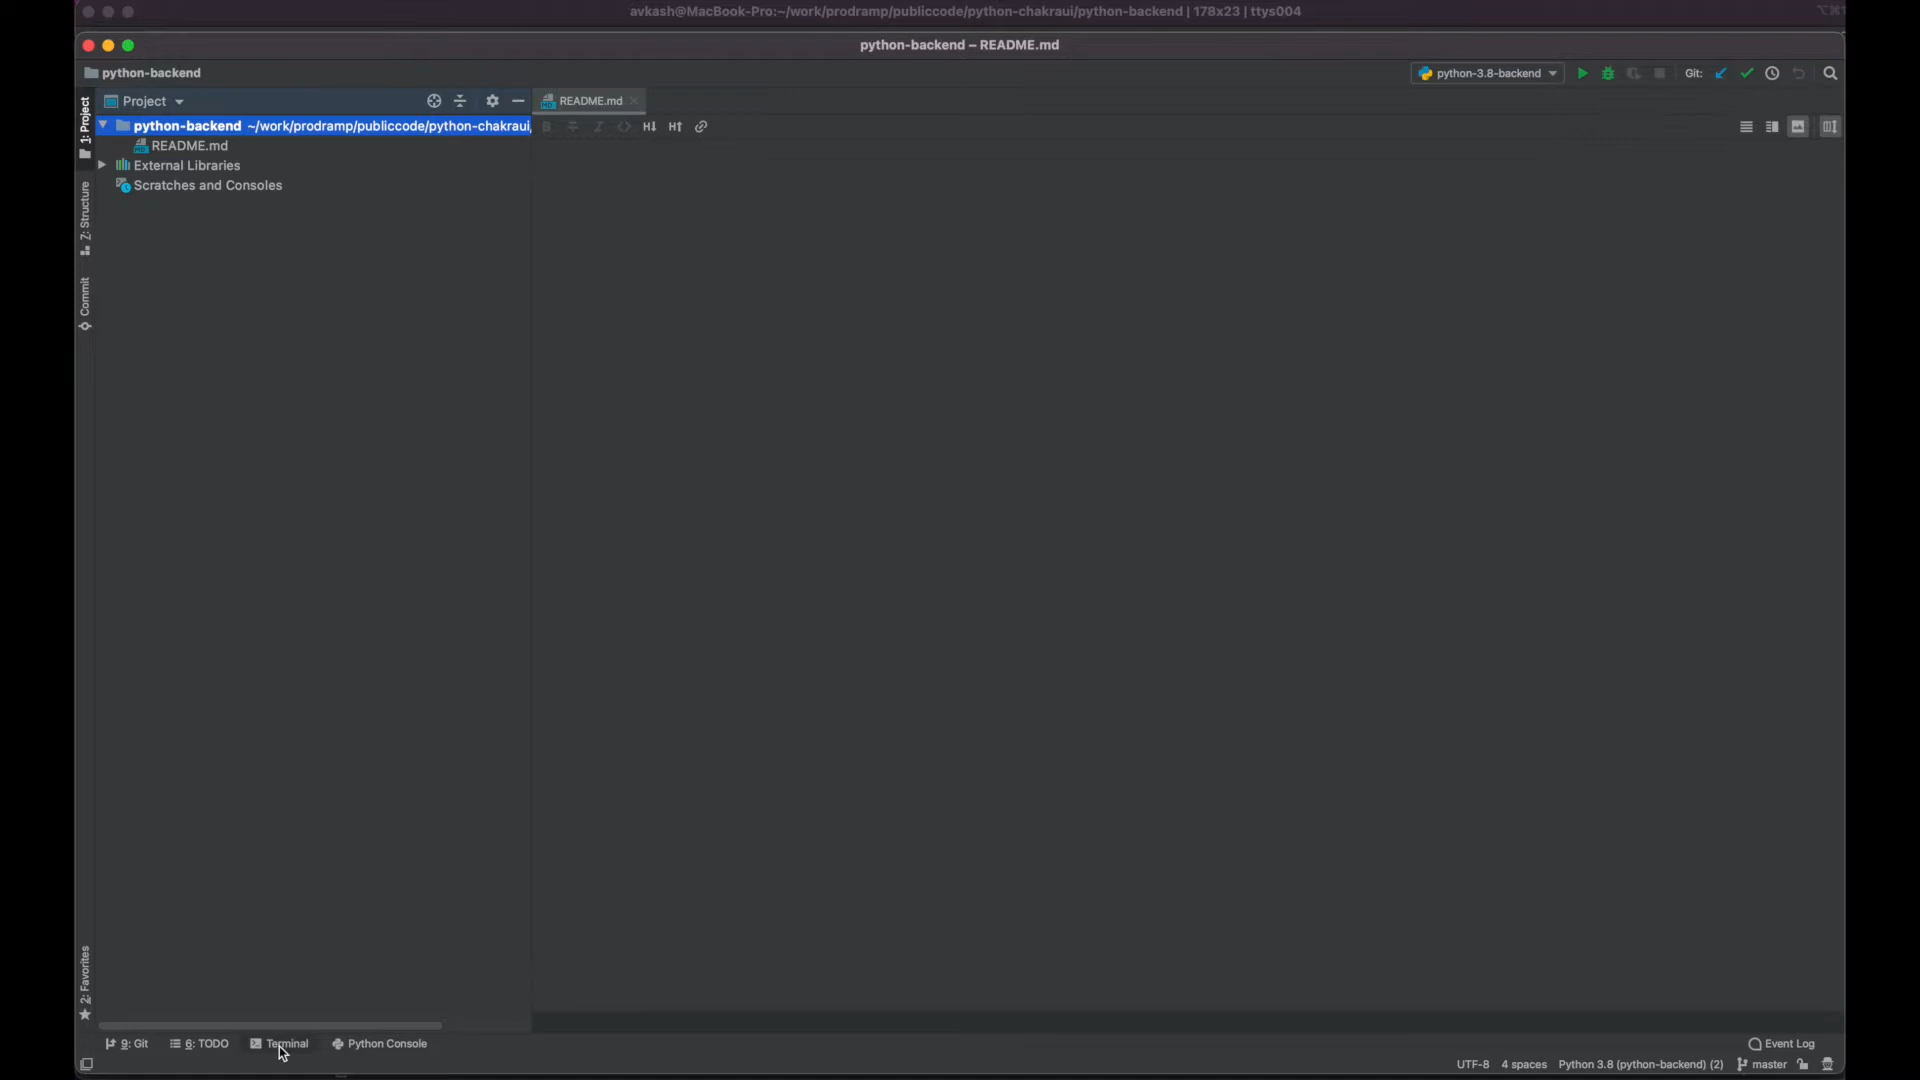 avkash@MacBook-Pro:~/work/prodramp/publiccode/python-chakraui/python-backend | 178x23 | ttys004
python-backend – README.md
python-backend
python-3.8-backend
Git:
Project
README.md
1: Project
python-backend ~/work/prodramp/publiccode/python-chakraui,
H↓ H↑
README.md
External Libraries
Scratches and Consoles
Z: Structure
Commit
2: Favorites
9: Git
6: TODO
Terminal
Python Console
Event Log
UTF-8
4 spaces
Python 3.8 (python-backend) (2)
master